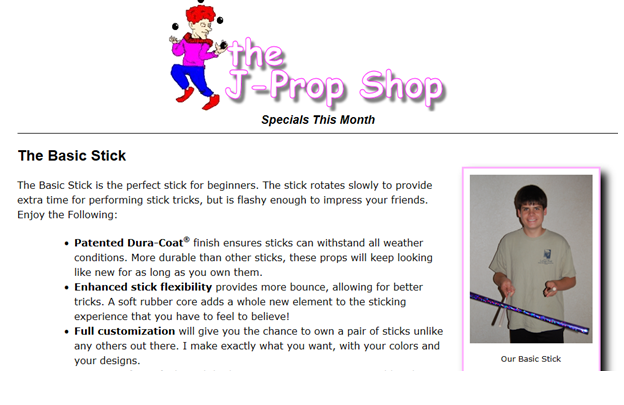 the
J-Prop Shop
Specials This Month
The Basic Stick
The Basic Stick is the perfect stick for beginners. The stick rotates slowly to provide
extra time for performing stick tricks, but is flashy enough to impress your friends.
Enjoy the Following:
• Patented Dura-Coat® finish ensures sticks can withstand all weather
conditions. More durable than other sticks, these props will keep looking
like new for as long as you own them.
• Enhanced stick flexibility provides more bounce, allowing for better
tricks. A soft rubber core adds a whole new element to the sticking
experience that you have to feel to believe!
• Full customization will give you the chance to own a pair of sticks unlike
any others out there. I make exactly what you want, with your colors and
your designs.
Our Basic Stick